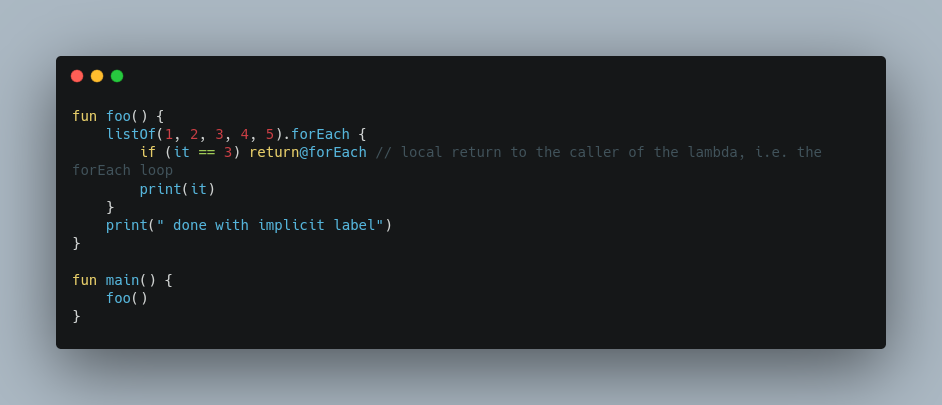 fun foo() {
    listOf(1, 2, 3, 4, 5).forEach {
        if (it == 3) return@forEach // local return to the caller of the lambda, i.e. the
forEach loop
        print(it)
    }
    print(" done with implicit label")
}

fun main() {
    foo()
}